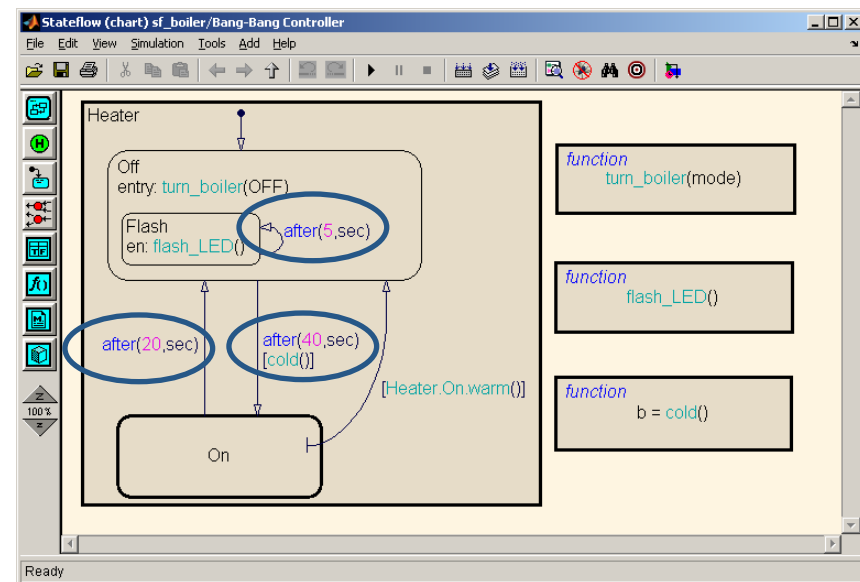 Stateflow (chart) sf_boiler/Bang-Bang Controller
File Edit View Simulation Tools Add Help
Heater
Off
entry: turn_boiler(OFF)
Flash
en: flash_LED()
after(5,sec)
after(20,sec)
after(40,sec)
[cold()]
[Heater.On.warm()]
On
function
turn_boiler(mode)
function
flash_LED()
function
b = cold()
H
TF
f()
M
Z
100 %
Z
Ready